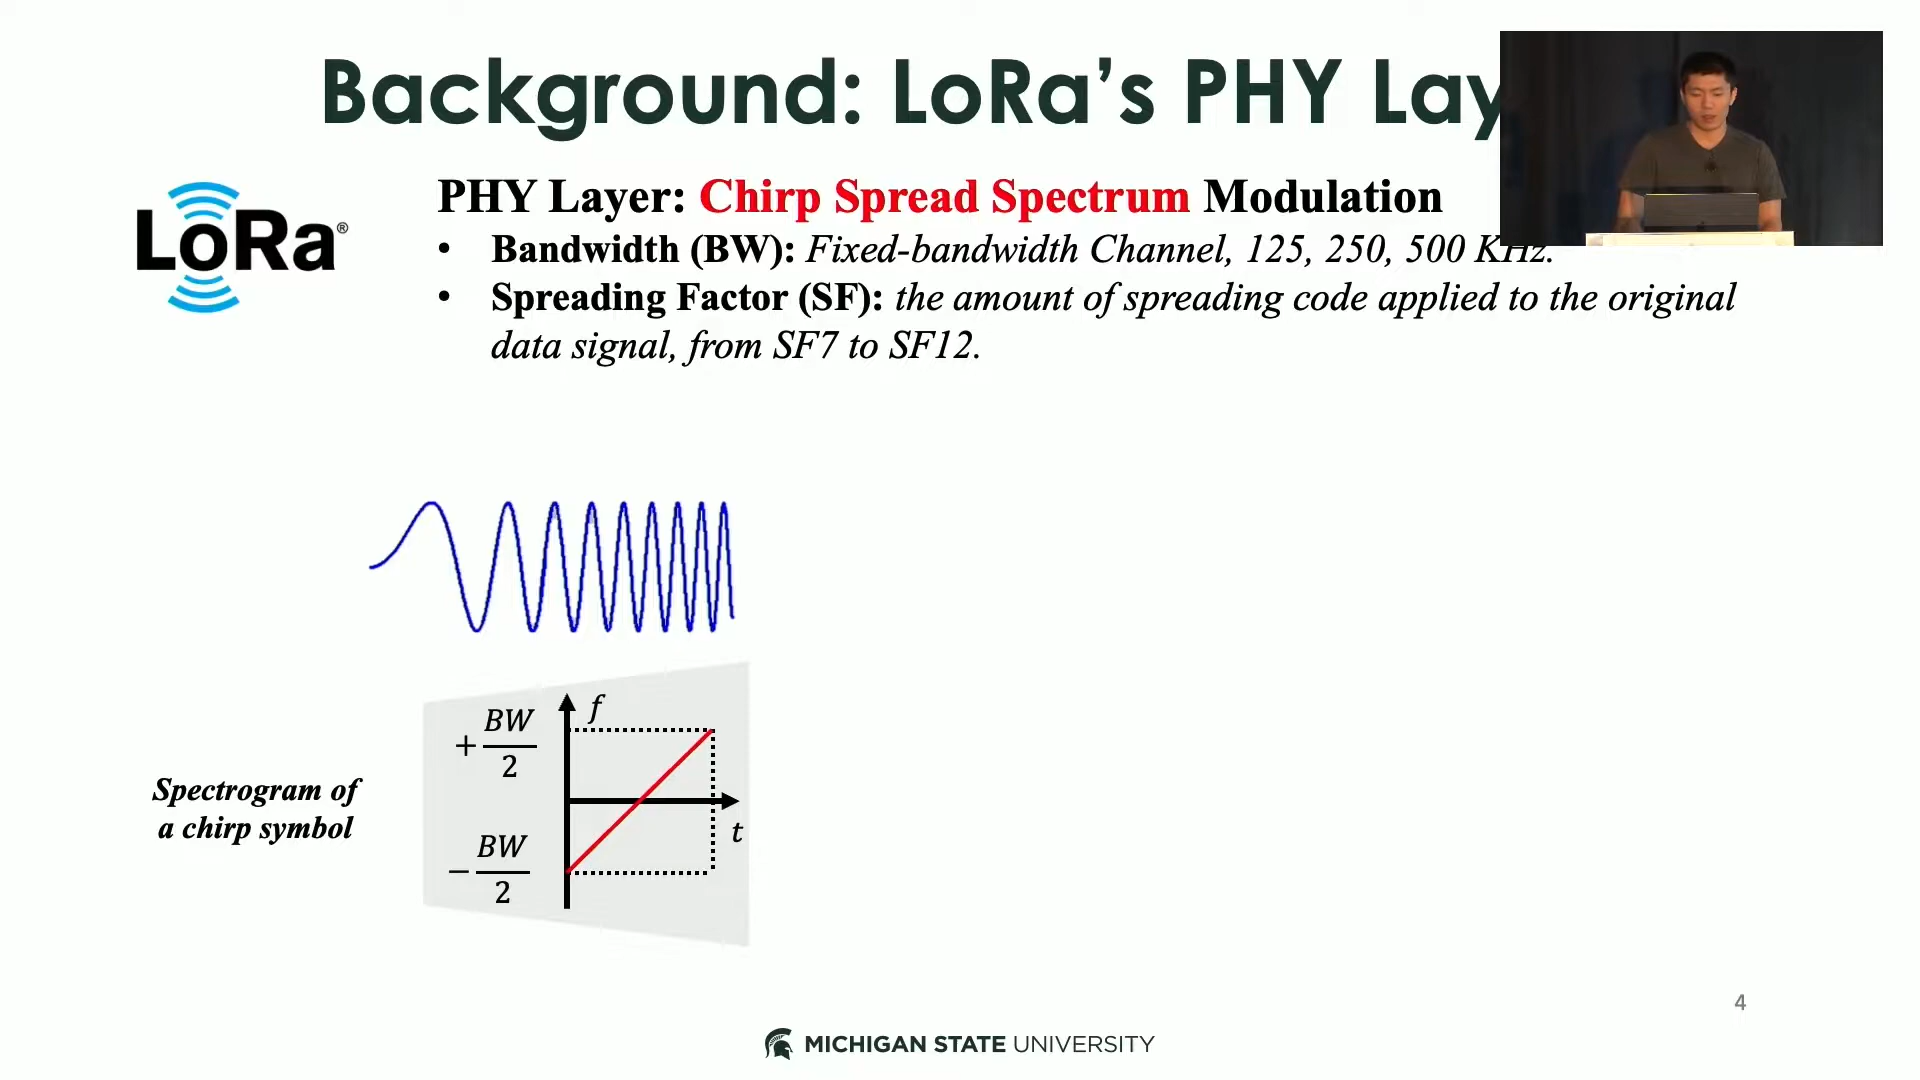 Background: LoRa's PHY Lay
LoRa®
PHY Layer: Chirp Spread Spectrum Modulation
• Bandwidth (BW): Fixed-bandwidth Channel, 125, 250, 500 KHz.
• Spreading Factor (SF): the amount of spreading code applied to the original
data signal, from SF7 to SF12.
f
+ BW/2
t
− BW/2
Spectrogram of
a chirp symbol
4
MICHIGAN STATE UNIVERSITY